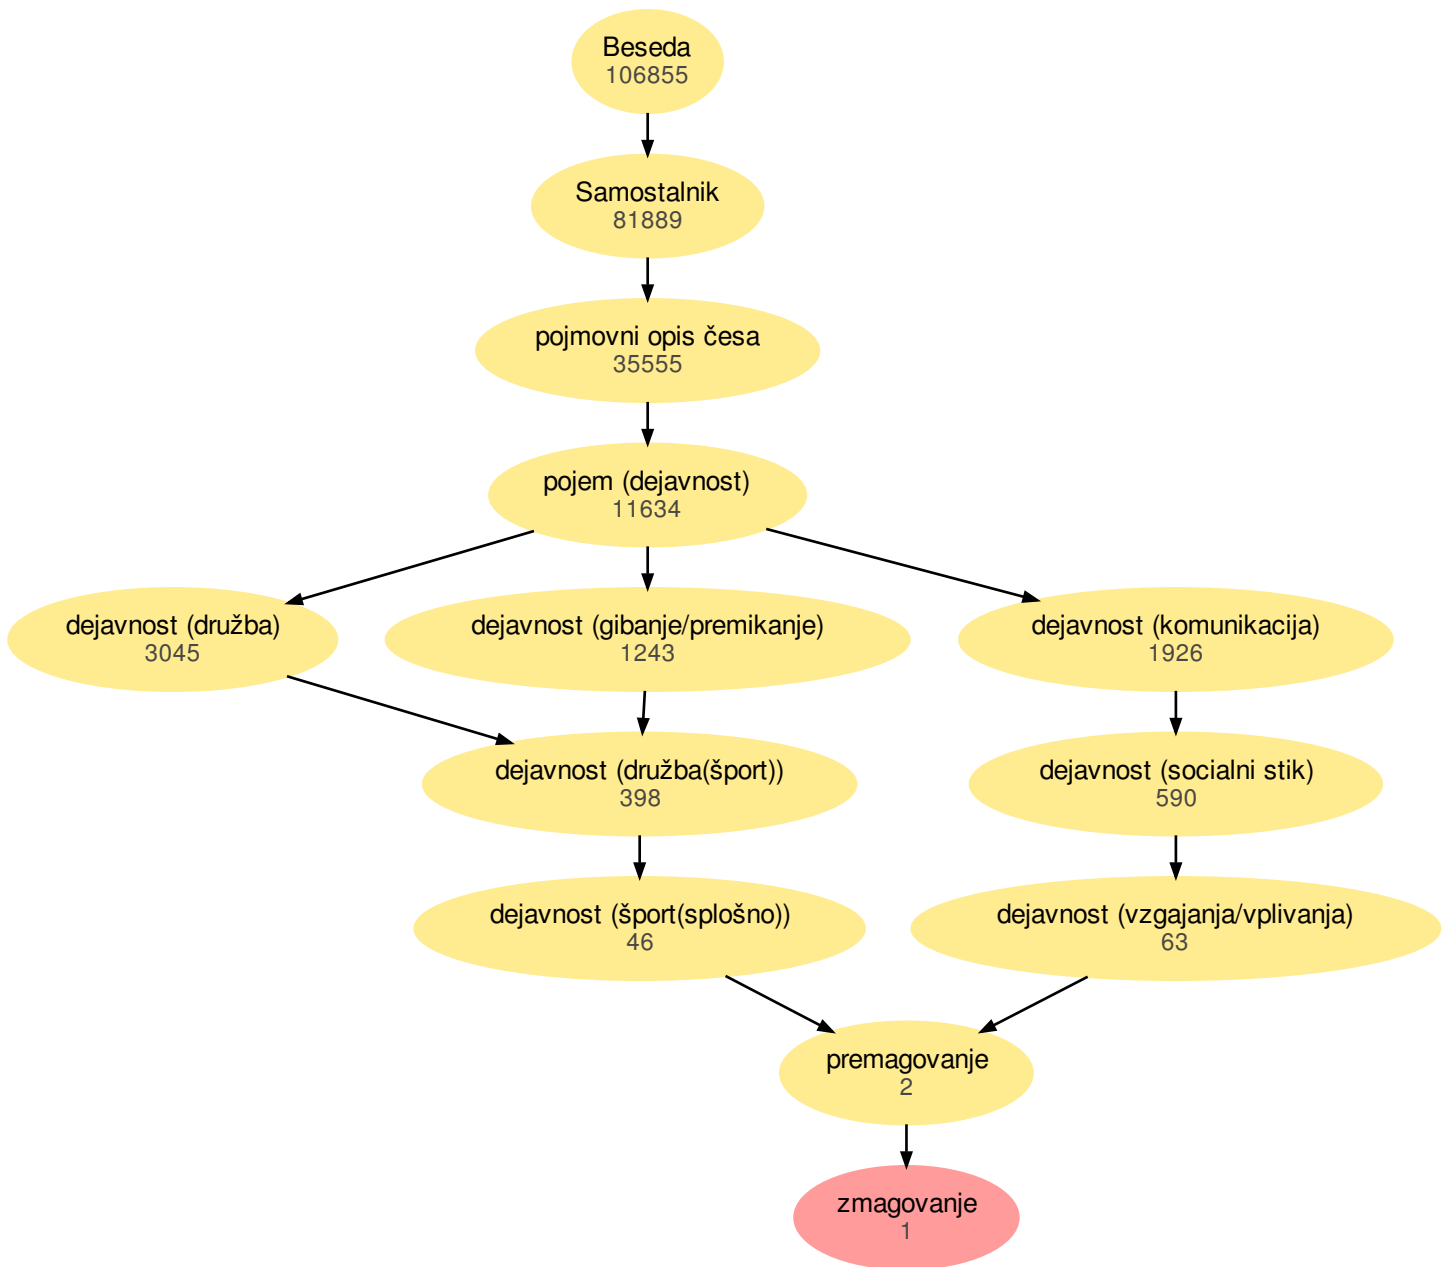 Beseda
106855
Samostalnik
81889
pojmovni opis česa
35555
pojem (dejavnost)
11634
dejavnost (družba)
3045
dejavnost (gibanje/premikanje)
1243
dejavnost (komunikacija)
1926
dejavnost (družba(šport))
398
dejavnost (socialni stik)
590
dejavnost (šport(splošno))
46
dejavnost (vzgajanja/vplivanja)
63
premagovanje
2
zmagovanje
1